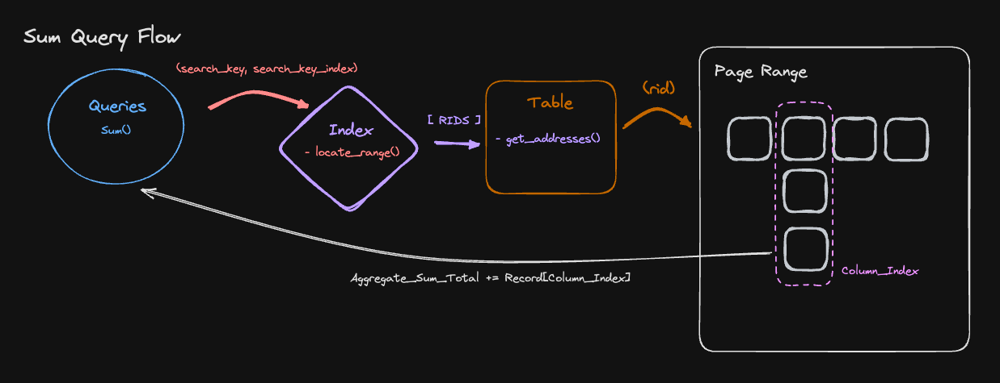 Sum Query Flow
(search_key, search_key_index)
Queries
Sum()
Index
- locate_range()
[ RIDS ]
Table
- get_addresses()
(rid)
Page Range
Column_Index
Aggregate_Sum_Total += Record[Column_Index]